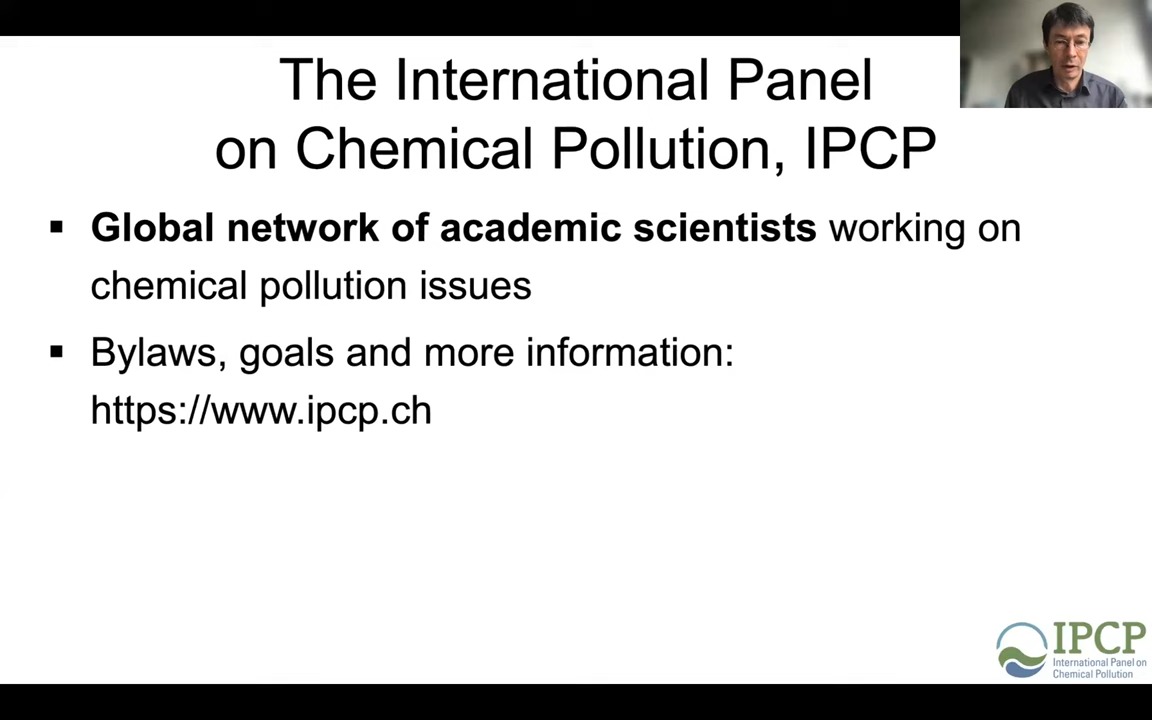 The International Panel
on Chemical Pollution, IPCP
▪ Global network of academic scientists working on
chemical pollution issues
▪ Bylaws, goals and more information:
https://www.ipcp.ch
IPCP
International Panel on
Chemical Pollution